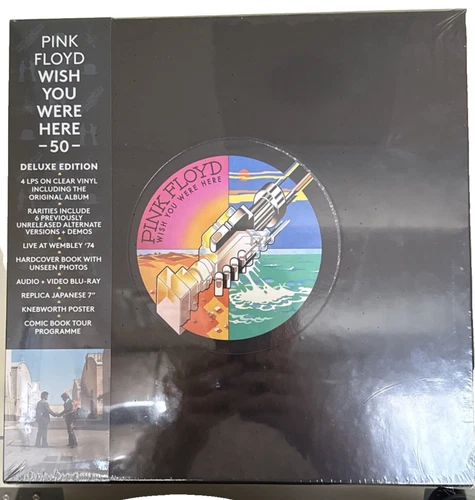 PINK
FLOYD
WISH
YOU
WERE
HERE
–50–
DELUXE EDITION
4 LPS ON CLEAR VINYL
INCLUDING THE
ORIGINAL ALBUM
RARITIES INCLUDE
6 PREVIOUSLY
UNRELEASED ALTERNATE
VERSIONS + DEMOS
LIVE AT WEMBLEY '74
HARDCOVER BOOK WITH
UNSEEN PHOTOS
AUDIO + VIDEO BLU-RAY
REPLICA JAPANESE 7"
KNEBWORTH POSTER
COMIC BOOK TOUR
PROGRAMME
PINK FLOYD
WISH YOU WERE HERE